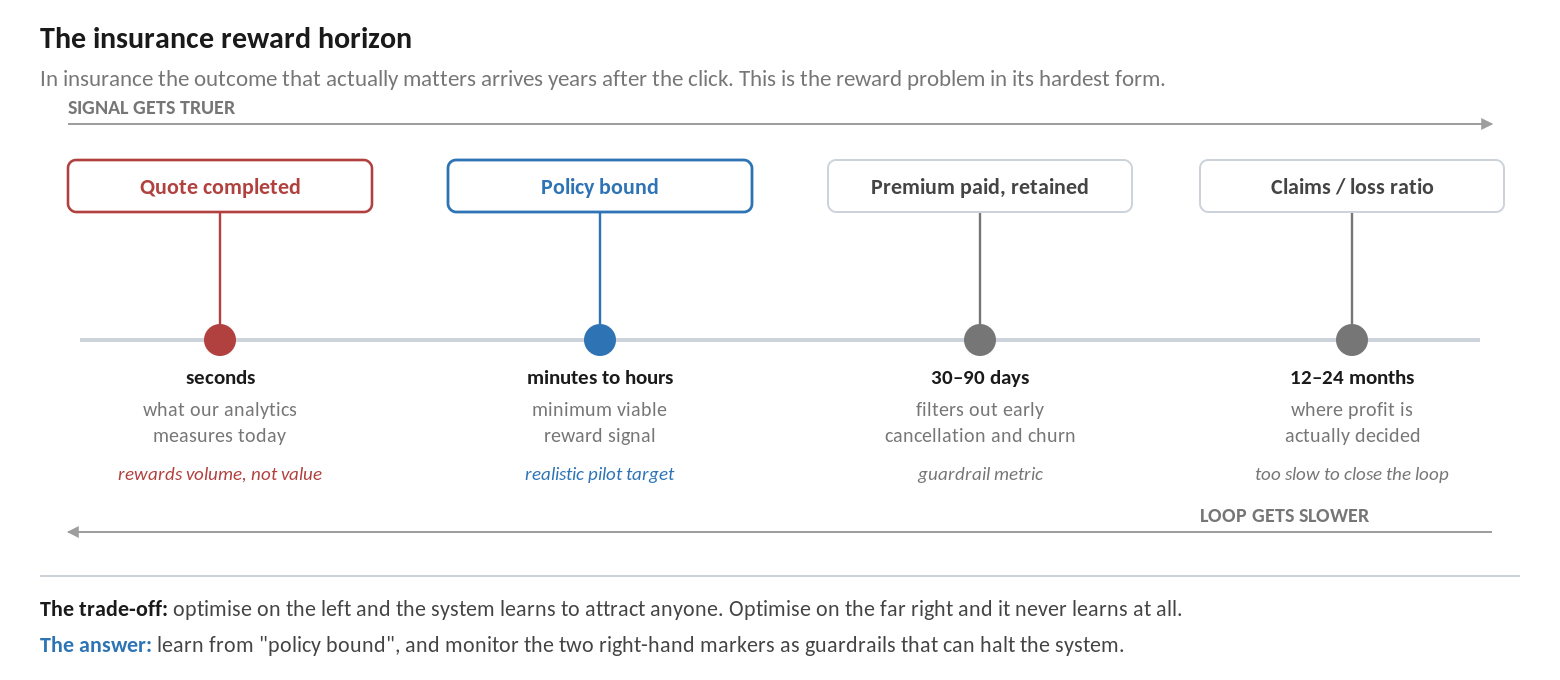 The insurance reward horizon
In insurance the outcome that actually matters arrives years after the click. This is the reward problem in its hardest form.
SIGNAL GETS TRUER
Quote completed
Policy bound
Premium paid, retained
Claims / loss ratio
seconds
what our analytics
measures today
rewards volume, not value
minutes to hours
minimum viable
reward signal
realistic pilot target
30–90 days
filters out early
cancellation and churn
guardrail metric
12–24 months
where profit is
actually decided
too slow to close the loop
LOOP GETS SLOWER
The trade-off: optimise on the left and the system learns to attract anyone. Optimise on the far right and it never learns at all.
The answer: learn from "policy bound", and monitor the two right-hand markers as guardrails that can halt the system.